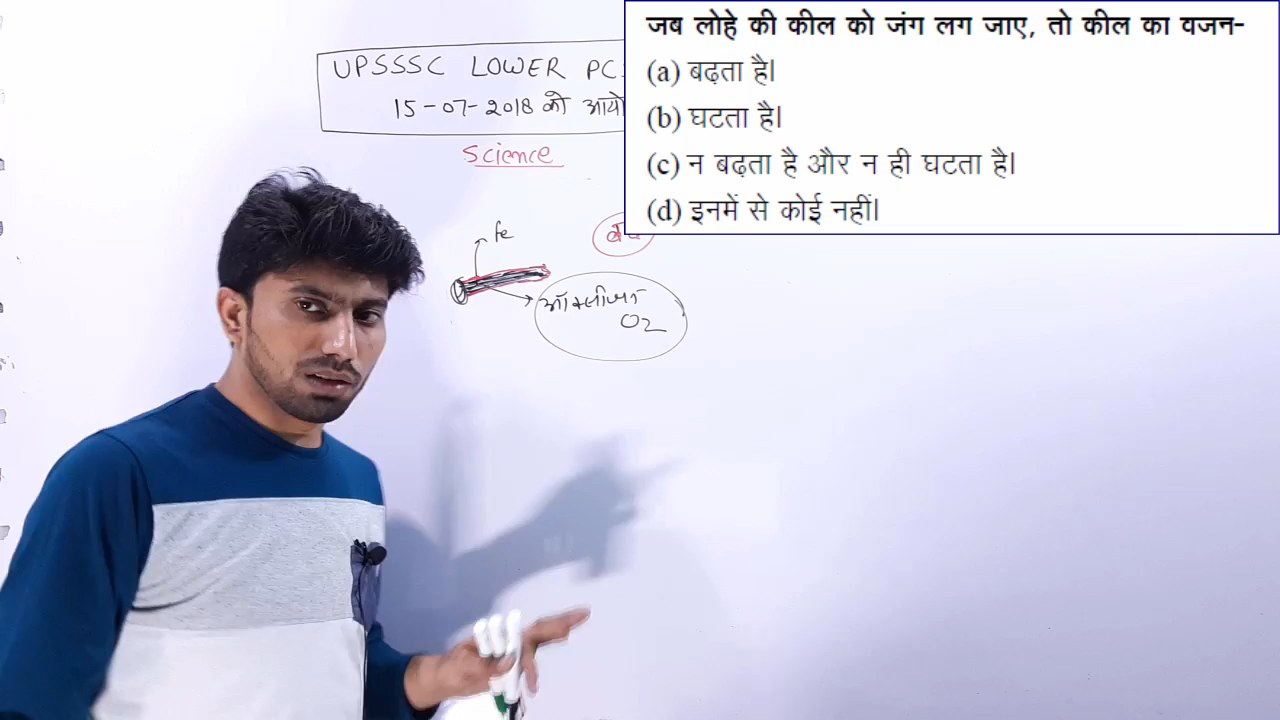 जब लोहे की कील को जंग लग जाए, तो कील का वजन-
(a) बढ़ता है।
(b) घटता है।
(c) न बढ़ता है और न ही घटता है।
(d) इनमें से कोई नहीं।
UPSSSC LOWER PC
15-07-2018 को आयो
Science
fe
ऑक्सीजन
O2